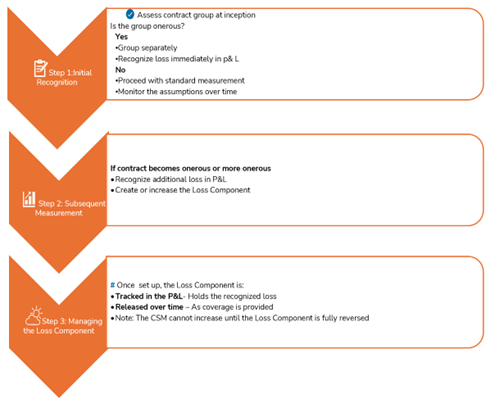 Assess contract group at inception
Is the group onerous?
Yes
•Group separately
•Recognize loss immediately in p& L
No
•Proceed with standard measurement
•Monitor the assumptions over time
Step 1:Initial
Recognition
If contract becomes onerous or more onerous
•Recognize additional loss in P&L
•Create or increase the Loss Component
Step 2: Subsequent
Measurement
# Once set up, the Loss Component is:
•Tracked in the P&L- Holds the recognized loss
•Released over time – As coverage is provided
•Note: The CSM cannot increase until the Loss Component is fully reversed
Step 3: Managing
the Loss Component